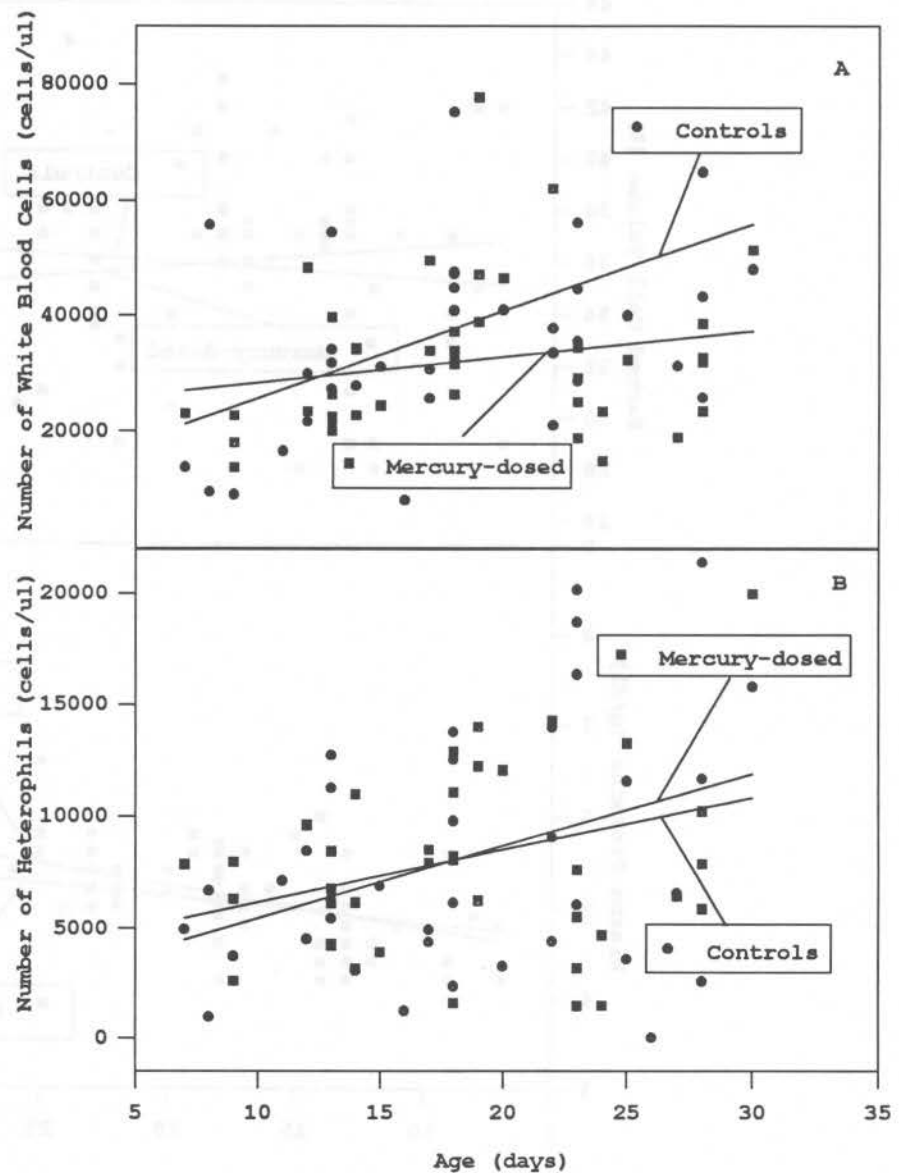 Number of White Blood Cells (cells/ul)
80000
60000
40000
20000
A
Controls
Mercury-dosed
Number of Heterophils (cells/ul)
20000
15000
10000
5000
0
B
Mercury-dosed
Controls
5 10 15 20 25 30 35
Age (days)